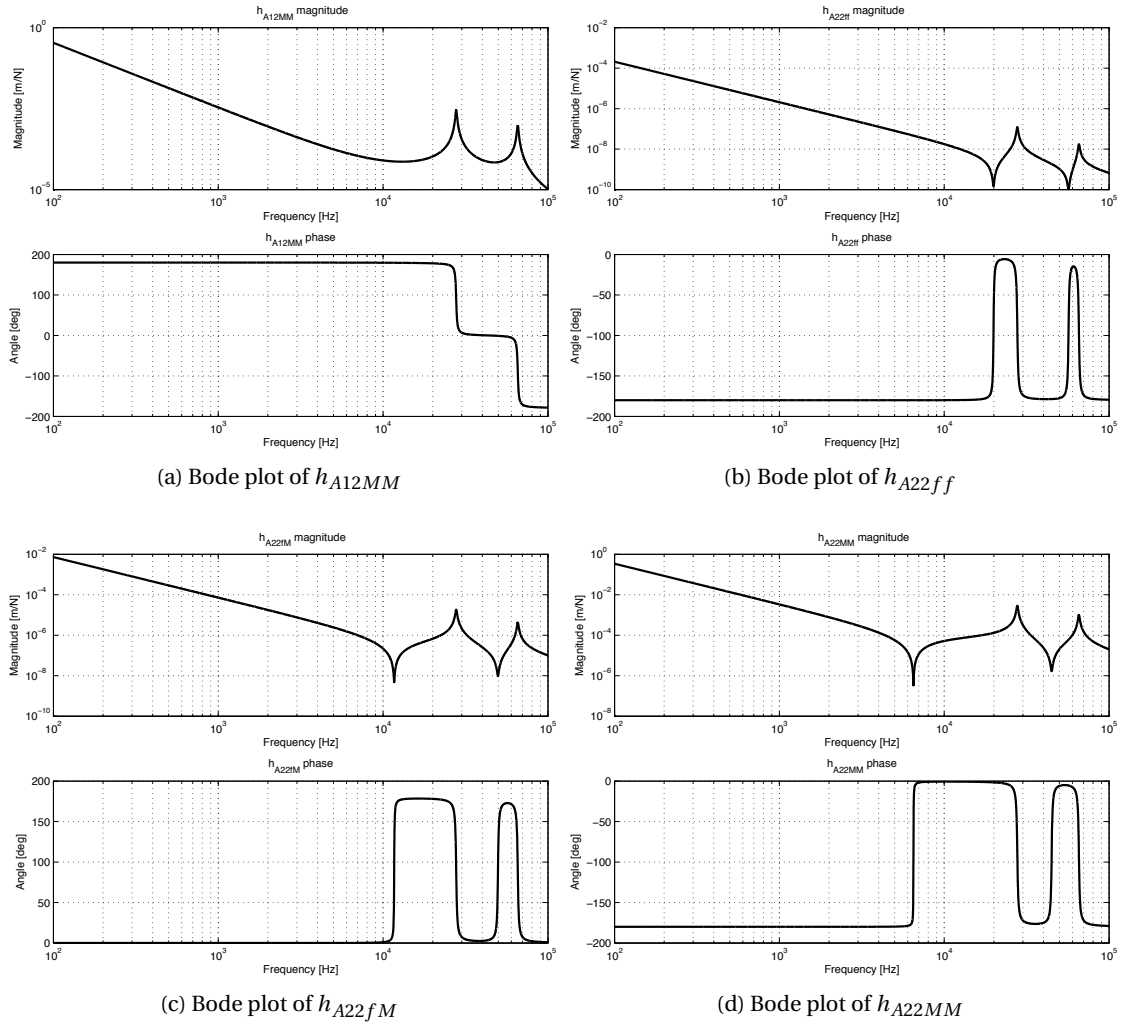 h_A12MM magnitude
10^0
Magnitude [m/N]
10^-5
10^2 10^3 10^4 10^5
Frequency [Hz]
h_A12MM phase
200
100
0
-100
-200
Angle [deg]
10^2 10^3 10^4 10^5
Frequency [Hz]
(a) Bode plot of h_A12MM
h_A22ff magnitude
10^-2
10^-4
10^-6
10^-8
10^-10
Magnitude [m/N]
10^2 10^3 10^4 10^5
Frequency [Hz]
h_A22ff phase
0
-50
-100
-150
-200
Angle [deg]
10^2 10^3 10^4 10^5
Frequency [Hz]
(b) Bode plot of h_A22ff
h_A22fM magnitude
10^-2
10^-4
10^-6
10^-8
10^-10
Magnitude [m/N]
10^2 10^3 10^4 10^5
Frequency [Hz]
h_A22fM phase
200
150
100
50
0
Angle [deg]
10^2 10^3 10^4 10^5
Frequency [Hz]
(c) Bode plot of h_A22fM
h_A22MM magnitude
10^0
10^-2
10^-4
10^-6
10^-8
Magnitude [m/N]
10^2 10^3 10^4 10^5
Frequency [Hz]
h_A22MM phase
0
-50
-100
-150
-200
Angle [deg]
10^2 10^3 10^4 10^5
Frequency [Hz]
(d) Bode plot of h_A22MM